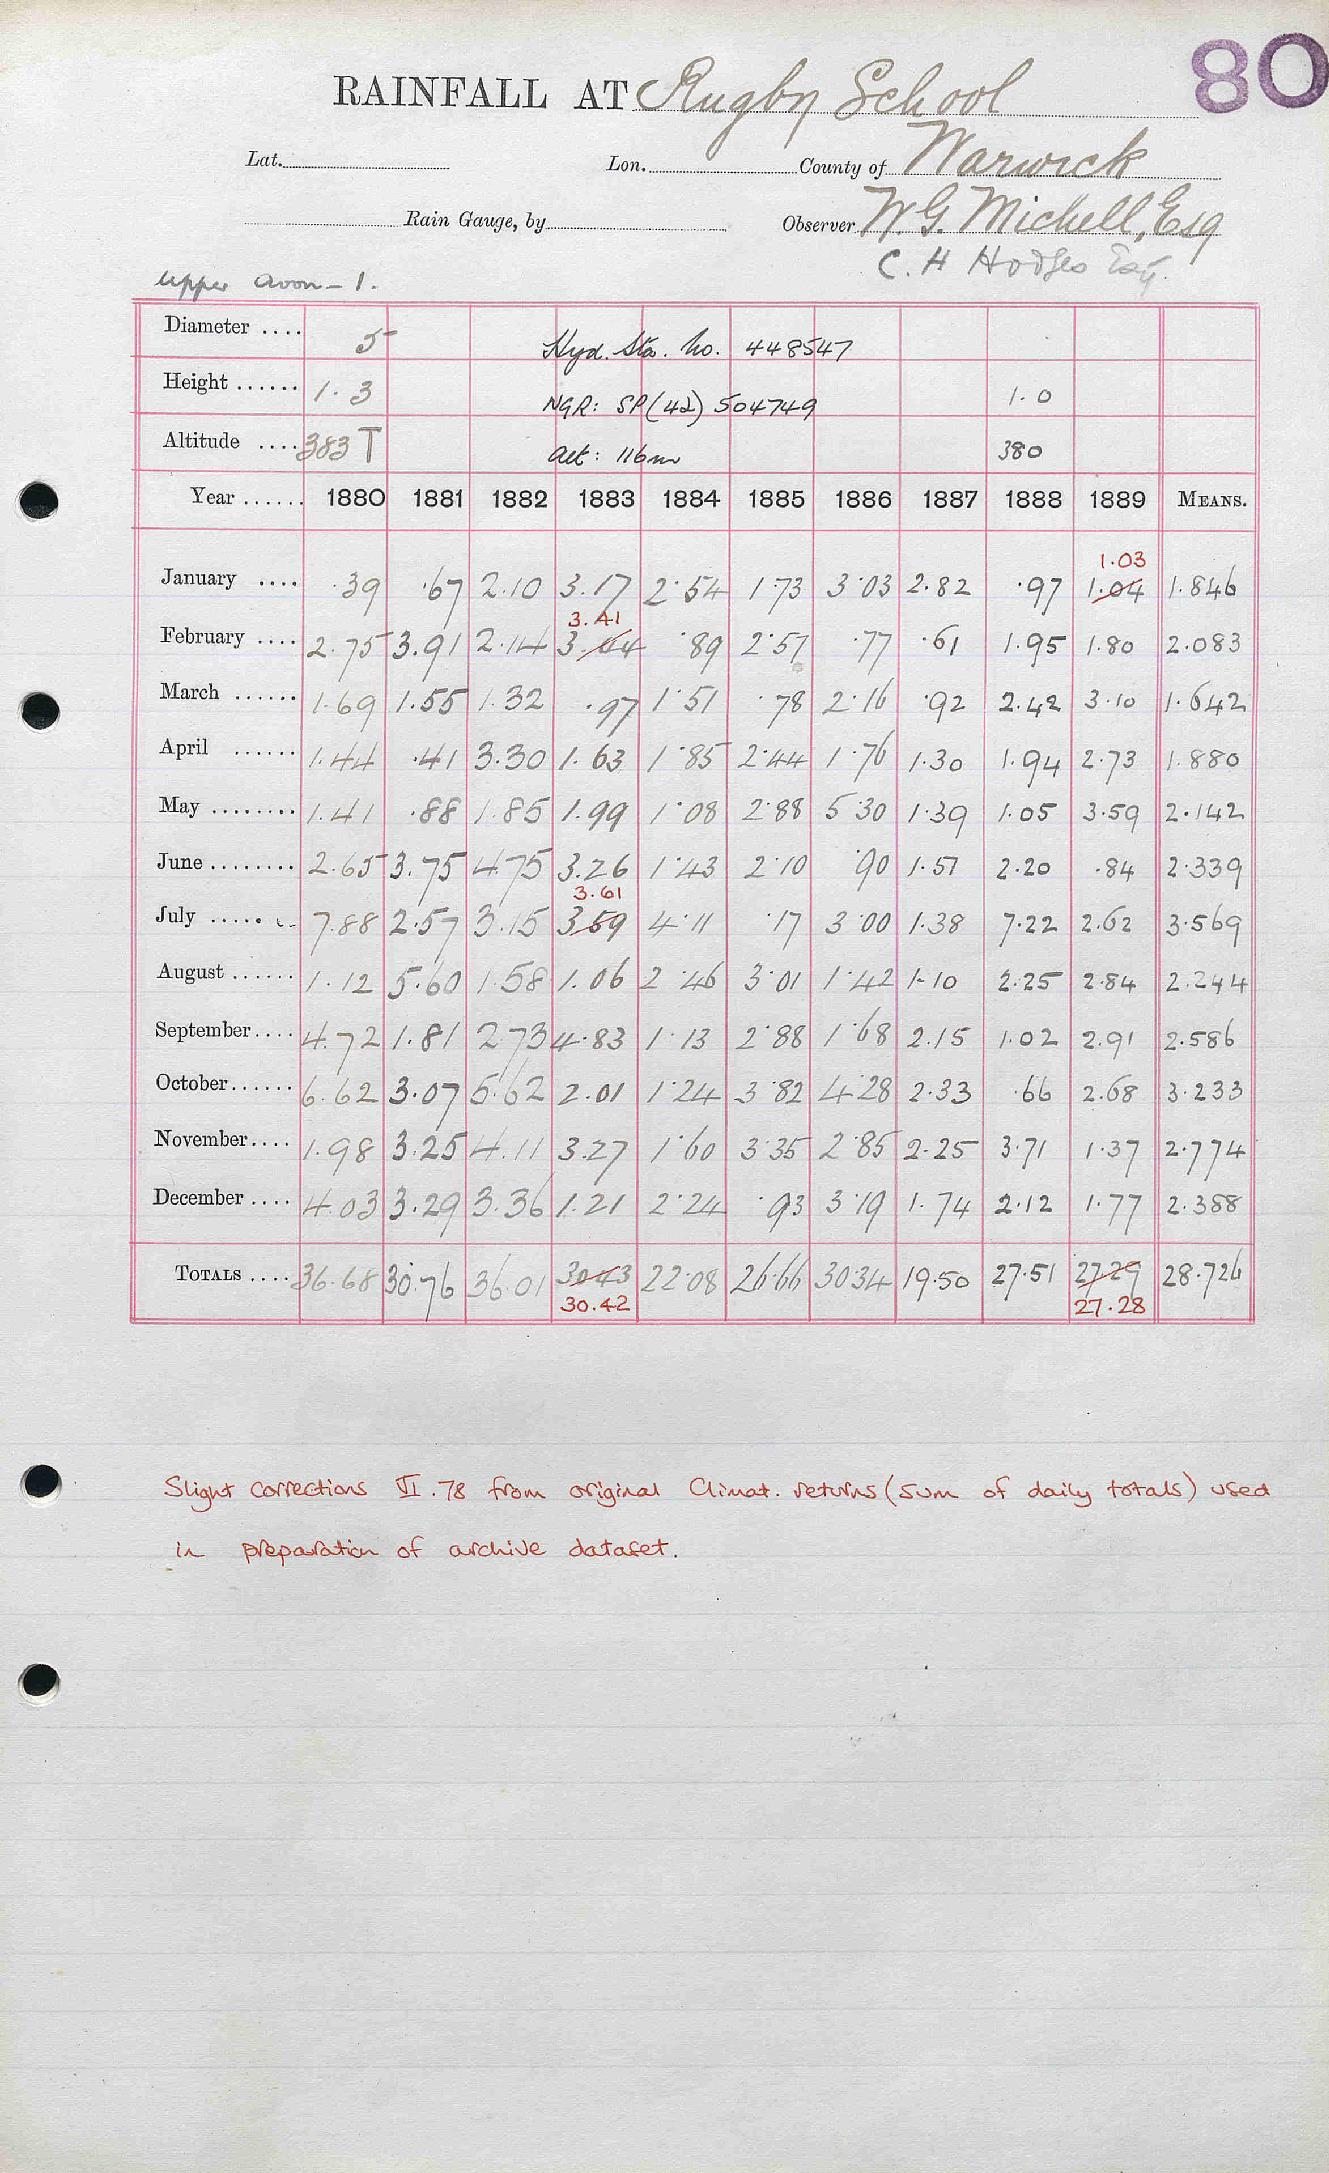 80
RAINFALL AT Rugby School
Lat. Lon. County of Warwick
Rain Gauge, by Observer W.G. Michell, Esq
C. H Hodges Esq.
Upper Avon - 1.
Diameter .... 5 Hyd. Sta. No. 448547
Height ...... 1.3 NGR: SP(42) 504749 1.0
Altitude .... 383 T Alt: 116m 380
Year ...... 1880 1881 1882 1883 1884 1885 1886 1887 1888 1889 MEANS.
1.03
January .... .39 .67 2.10 3.17 2.54 1.73 3.03 2.82 .97 1.04 1.846
3.41
February .... 2.75 3.91 2.14 3.44 .89 2.57 .77 .61 1.95 1.80 2.083
March ...... 1.69 1.55 1.32 .97 1.51 .78 2.16 .92 2.42 3.10 1.642
April ...... 1.44 .41 3.30 1.63 1.85 2.44 1.76 1.30 1.94 2.73 1.880
May ........ 1.41 .88 1.85 1.99 1.08 2.88 5.30 1.39 1.05 3.59 2.142
June ........ 2.65 3.75 4.75 3.26 1.43 2.10 .90 1.51 2.20 .84 2.339
3.61
July ...... 7.88 2.57 3.15 3.59 4.11 .17 3.00 1.38 7.22 2.62 3.569
August ...... 1.12 5.60 1.58 1.06 2.46 3.01 1.42 1.10 2.25 2.84 2.244
September .... 4.72 1.81 2.73 4.83 1.13 2.88 1.68 2.15 1.02 2.91 2.586
October ...... 6.62 3.07 5.62 2.01 1.24 3.82 4.28 2.33 .66 2.68 3.233
November .... 1.98 3.25 4.11 3.27 1.60 3.35 2.85 2.25 3.71 1.37 2.774
December .... 4.03 3.29 3.36 1.21 2.24 .93 3.19 1.74 2.12 1.77 2.388
TOTALS .... 36.68 30.76 36.01 30.43 22.08 26.66 30.34 19.50 27.51 27.29 28.726
30.42 27.28
Slight corrections VI.78 from original Climat. returns (sum of daily totals) used
in preparation of archive dataset.